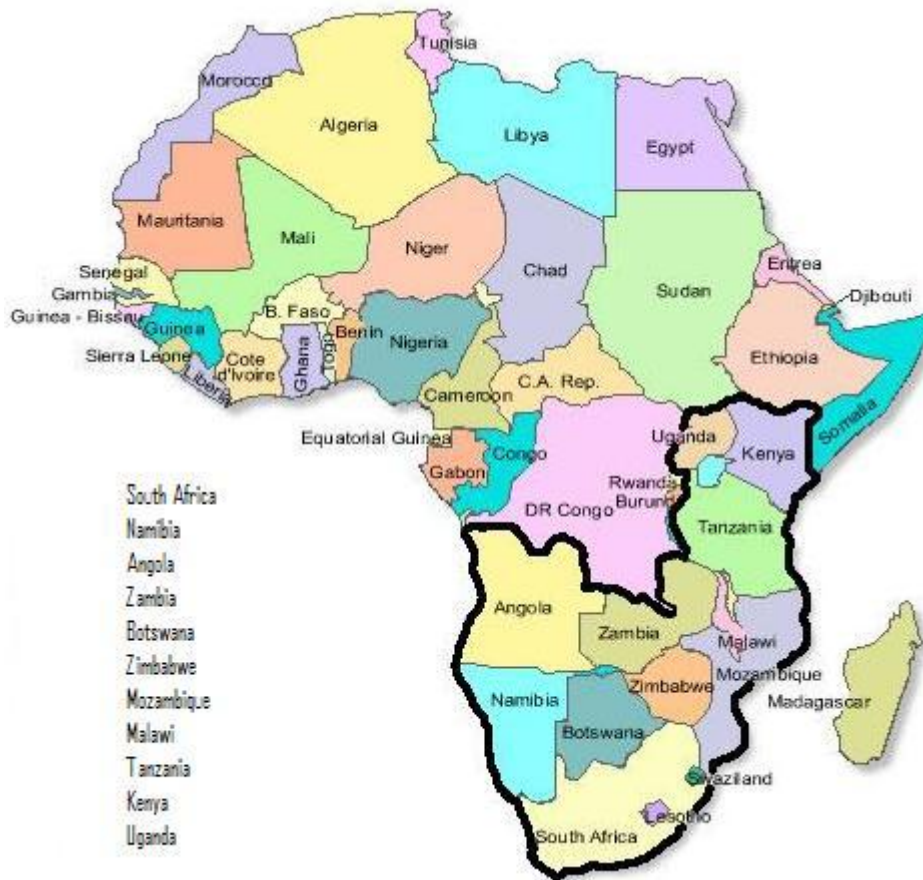 Tunisia
Morocco
Algeria
Libya
Egypt
Mauritania
Mali
Niger
Chad
Sudan
Eritrea
Djibouti
Senegal
Gambia
Guinea - Bissau
Guinea
B. Faso
Benin
Togo
Ghana
Nigeria
Sierra Leone
Cote
d'Ivoire
Liberia
Cameroon
C.A. Rep.
Ethiopia
Somalia
Equatorial Guinea
Gabon
Congo
DR Congo
Uganda
Kenya
Rwanda
Burundi
Tanzania
Angola
Zambia
Malawi
Mozambique
Namibia
Zimbabwe
Botswana
Madagascar
Swaziland
Lesotho
South Africa
South Africa
Namibia
Angola
Zambia
Botswana
Zimbabwe
Mozambique
Malawi
Tanzania
Kenya
Uganda